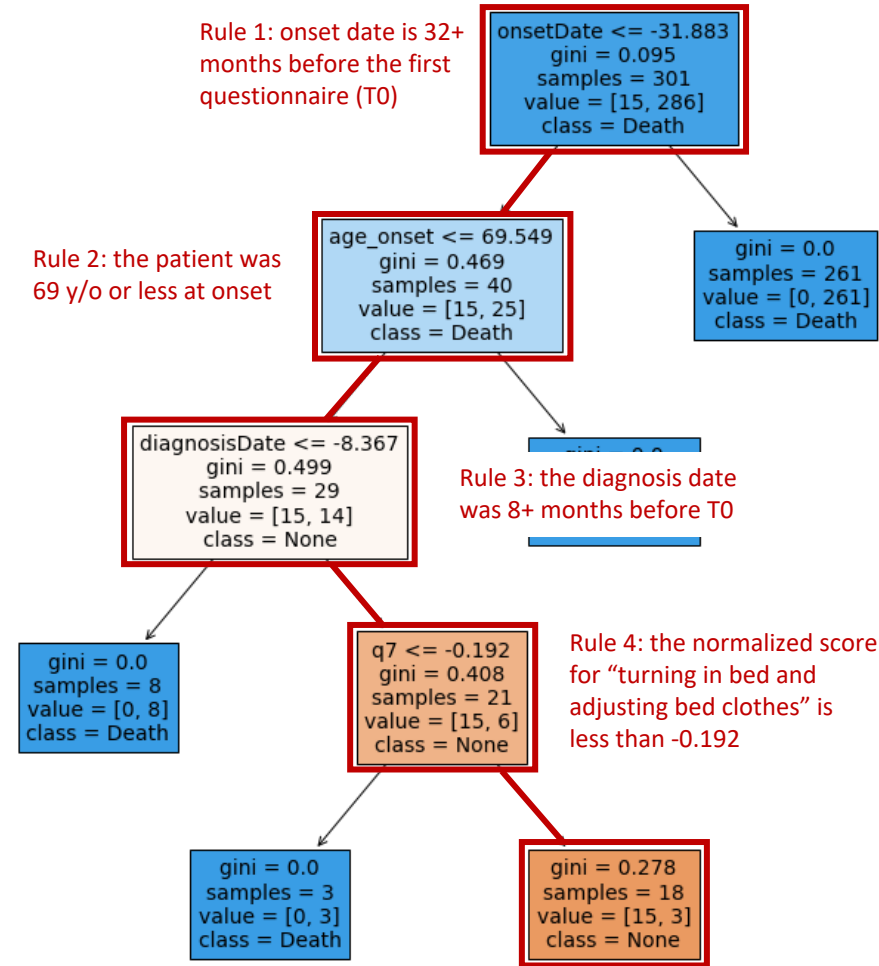 Rule 1: onset date is 32+
months before the first
questionnaire (T0)
onsetDate <= -31.883
gini = 0.095
samples = 301
value = [15, 286]
class = Death
Rule 2: the patient was
69 y/o or less at onset
age_onset <= 69.549
gini = 0.469
samples = 40
value = [15, 25]
class = Death
gini = 0.0
samples = 261
value = [0, 261]
class = Death
diagnosisDate <= -8.367
gini = 0.499
samples = 29
value = [15, 14]
class = None
Rule 3: the diagnosis date
was 8+ months before T0
gini = 0.0
samples = 8
value = [0, 8]
class = Death
q7 <= -0.192
gini = 0.408
samples = 21
value = [15, 6]
class = None
Rule 4: the normalized score
for “turning in bed and
adjusting bed clothes” is
less than -0.192
gini = 0.0
samples = 3
value = [0, 3]
class = Death
gini = 0.278
samples = 18
value = [15, 3]
class = None